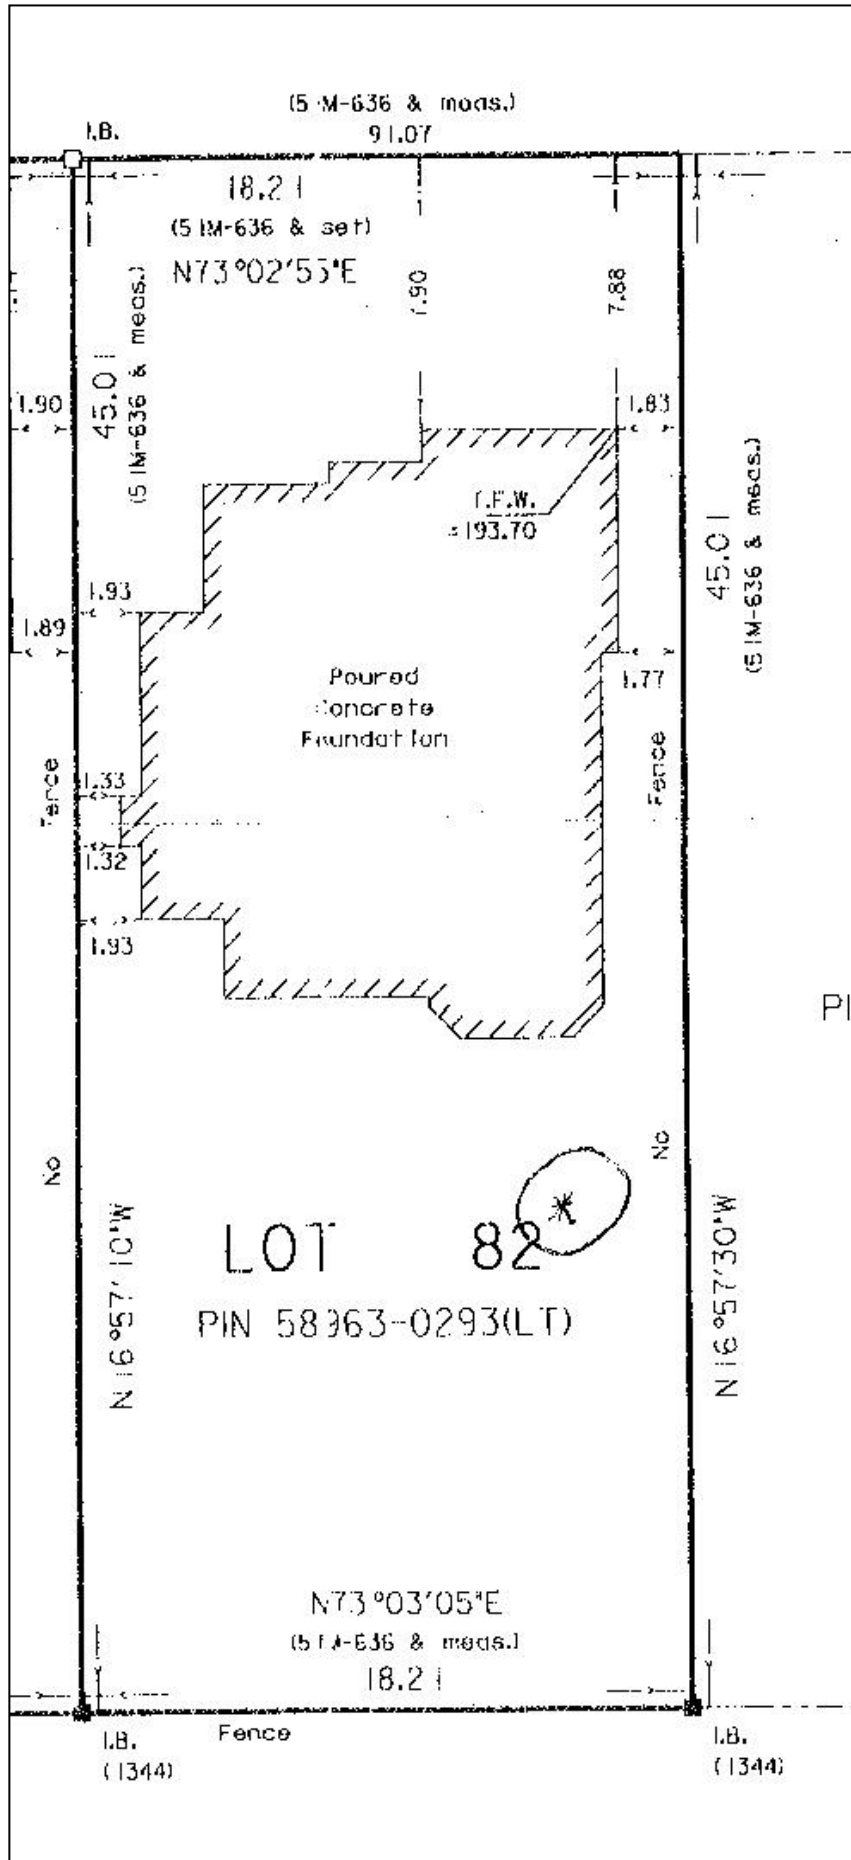 (51M-636 & meas.)
I.B.
91.07
18.21
(51M-636 & set)
N73°02'55"E
45.01
(51M-636 & meas.)
7.90
7.88
1.90
1.83
T.F.W.
=193.70
45.01
(51M-636 & meas.)
1.93
1.89
1.77
Poured
Concrete
Foundation
Fence
Fence
1.33
1.32
1.93
PI
No
No
LOT 82
PIN 58963-0293(LT)
N16°57'10"W
N16°57'30"W
N73°03'05"E
(51M-636 & meas.)
18.21
I.B.
(1344)
Fence
I.B.
(1344)